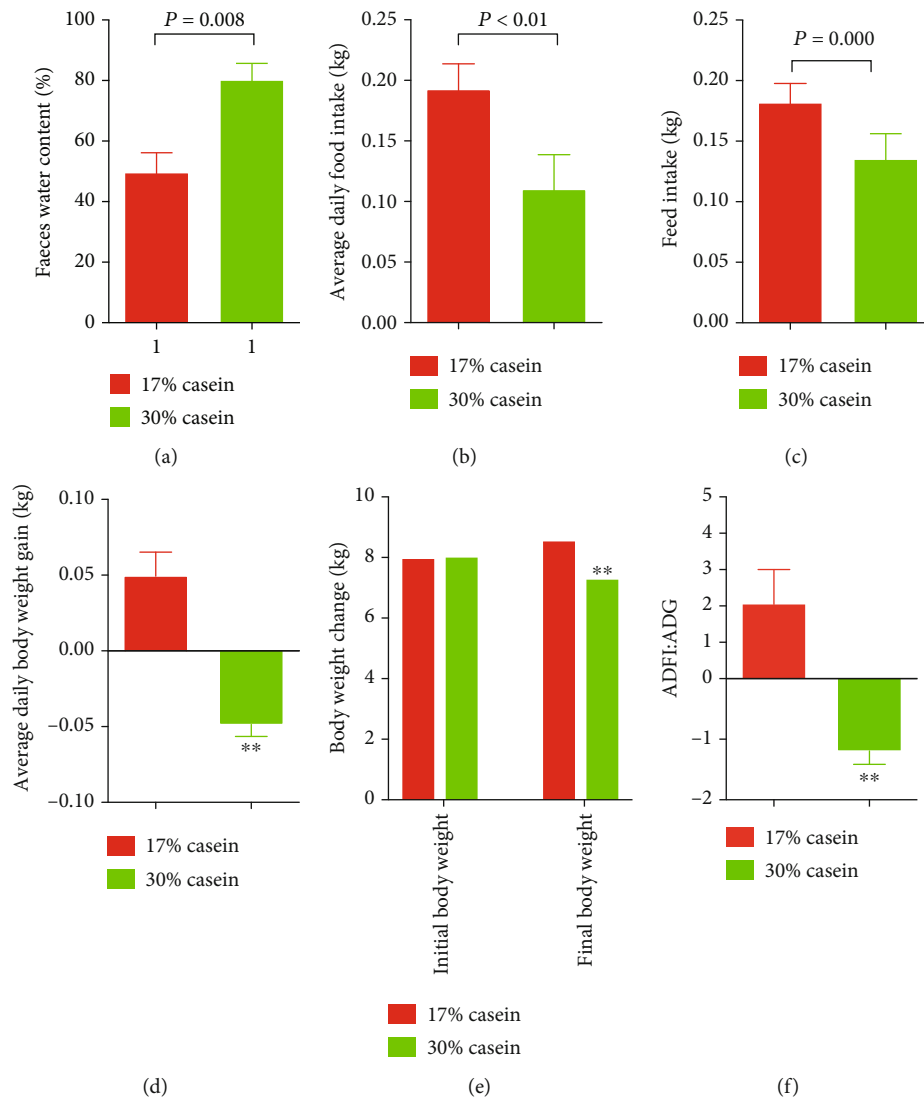 P = 0.008
Faeces water content (%)
100
80
60
40
20
0
1 1
17% casein
30% casein
(a)
P < 0.01
Average daily food intake (kg)
0.25
0.20
0.15
0.10
0.05
0.00
17% casein
30% casein
(b)
P = 0.000
Feed intake (kg)
0.25
0.20
0.15
0.10
0.05
0.00
17% casein
30% casein
(c)
Average daily body weight gain (kg)
0.10
0.05
0.00
−0.05
−0.10
**
17% casein
30% casein
(d)
Body weight change (kg)
10
8
6
4
2
0
**
Initial body weight
Final body weight
17% casein
30% casein
(e)
ADFI:ADG
5
4
3
2
1
0
−1
−2
**
17% casein
30% casein
(f)